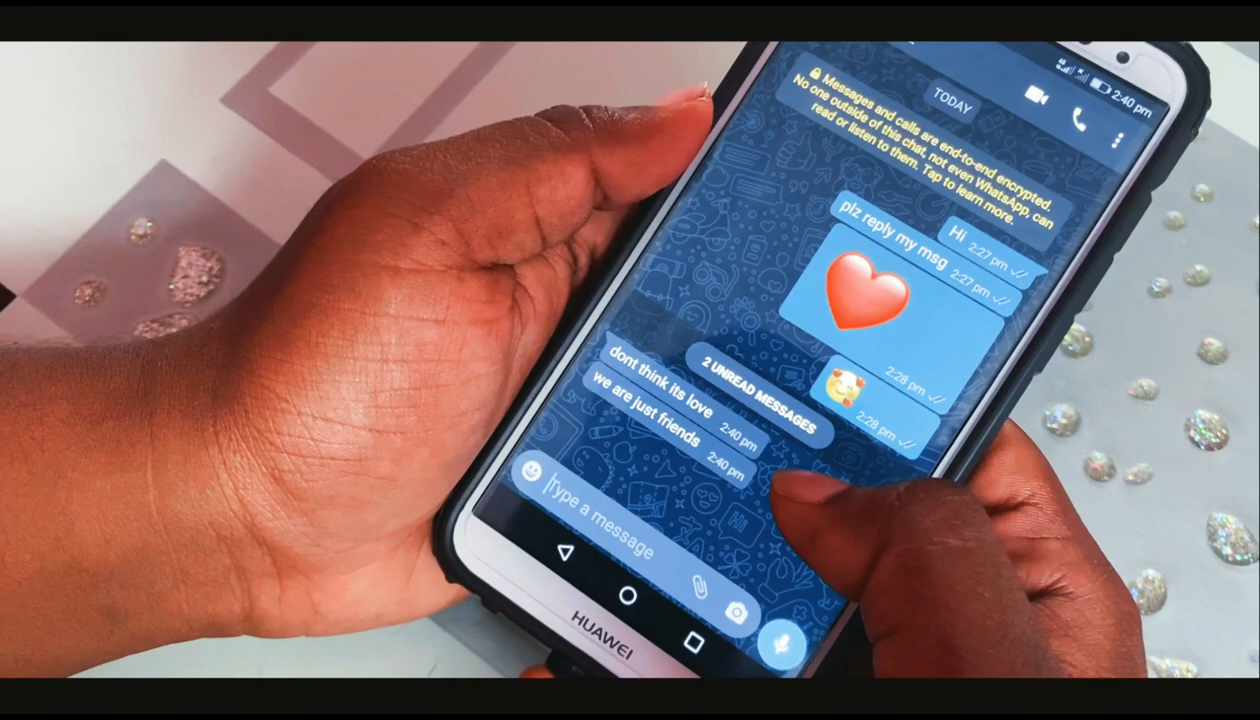 2:40 pm
TODAY
Messages and calls are end-to-end encrypted.
No one outside of this chat, not even WhatsApp, can
read or listen to them. Tap to learn more.
Hi 2:27 pm
plz reply my msg 2:27 pm
2:28 pm
2:28 pm
2 UNREAD MESSAGES
dont think its love 2:40 pm
we are just friends 2:40 pm
Type a message
HUAWEI